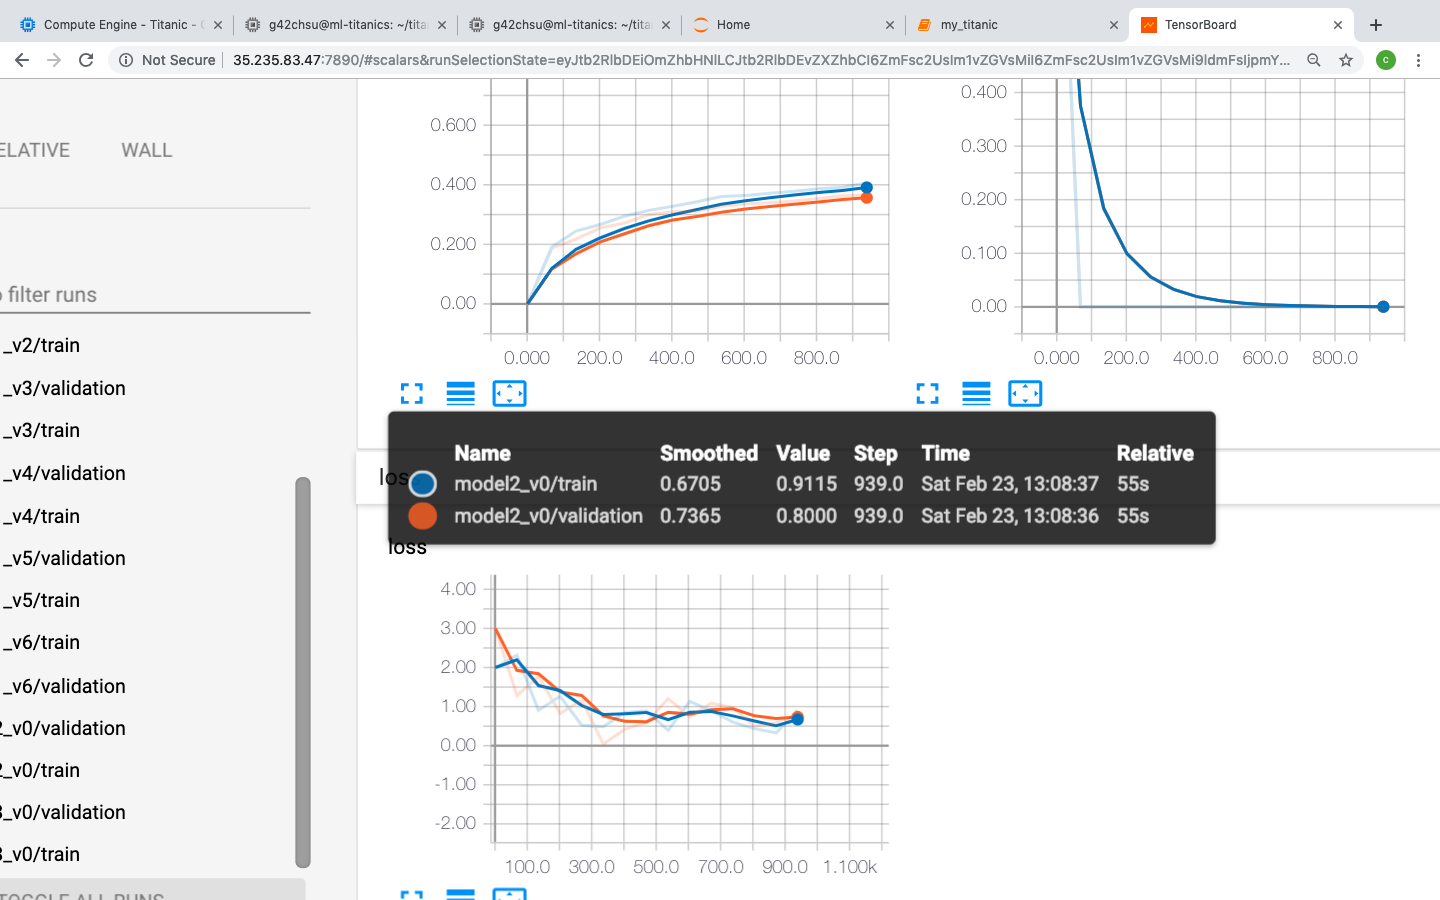 Compute Engine - Titanic - G
g42chsu@ml-titanics: ~/tita
g42chsu@ml-titanics: ~/tita
Home
my_titanic
TensorBoard
Not Secure
35.235.83.47:7890/#scalars&runSelectionState=eyJtb2RlbDEiOmZhbHNlLCJtb2RlbDEvZXZhbCI6ZmFsc2UsIm1vZGVsMiI6ZmFsc2UsIm1vZGVsMi9ldmFsIjpmY...
C
ELATIVE WALL
o filter runs
_v2/train
_v3/validation
_v3/train
_v4/validation
_v4/train
_v5/validation
_v5/train
_v6/train
_v6/validation
2_v0/validation
2_v0/train
3_v0/validation
3_v0/train
TOGGLE ALL RUNS
0.600
0.400
0.200
0.00
0.000 200.0 400.0 600.0 800.0
0.400
0.300
0.200
0.100
0.00
0.000 200.0 400.0 600.0 800.0
loss
Name Smoothed Value Step Time Relative
model2_v0/train 0.6705 0.9115 939.0 Sat Feb 23, 13:08:37 55s
model2_v0/validation 0.7365 0.8000 939.0 Sat Feb 23, 13:08:36 55s
loss
4.00
3.00
2.00
1.00
0.00
-1.00
-2.00
100.0 300.0 500.0 700.0 900.0 1.100k